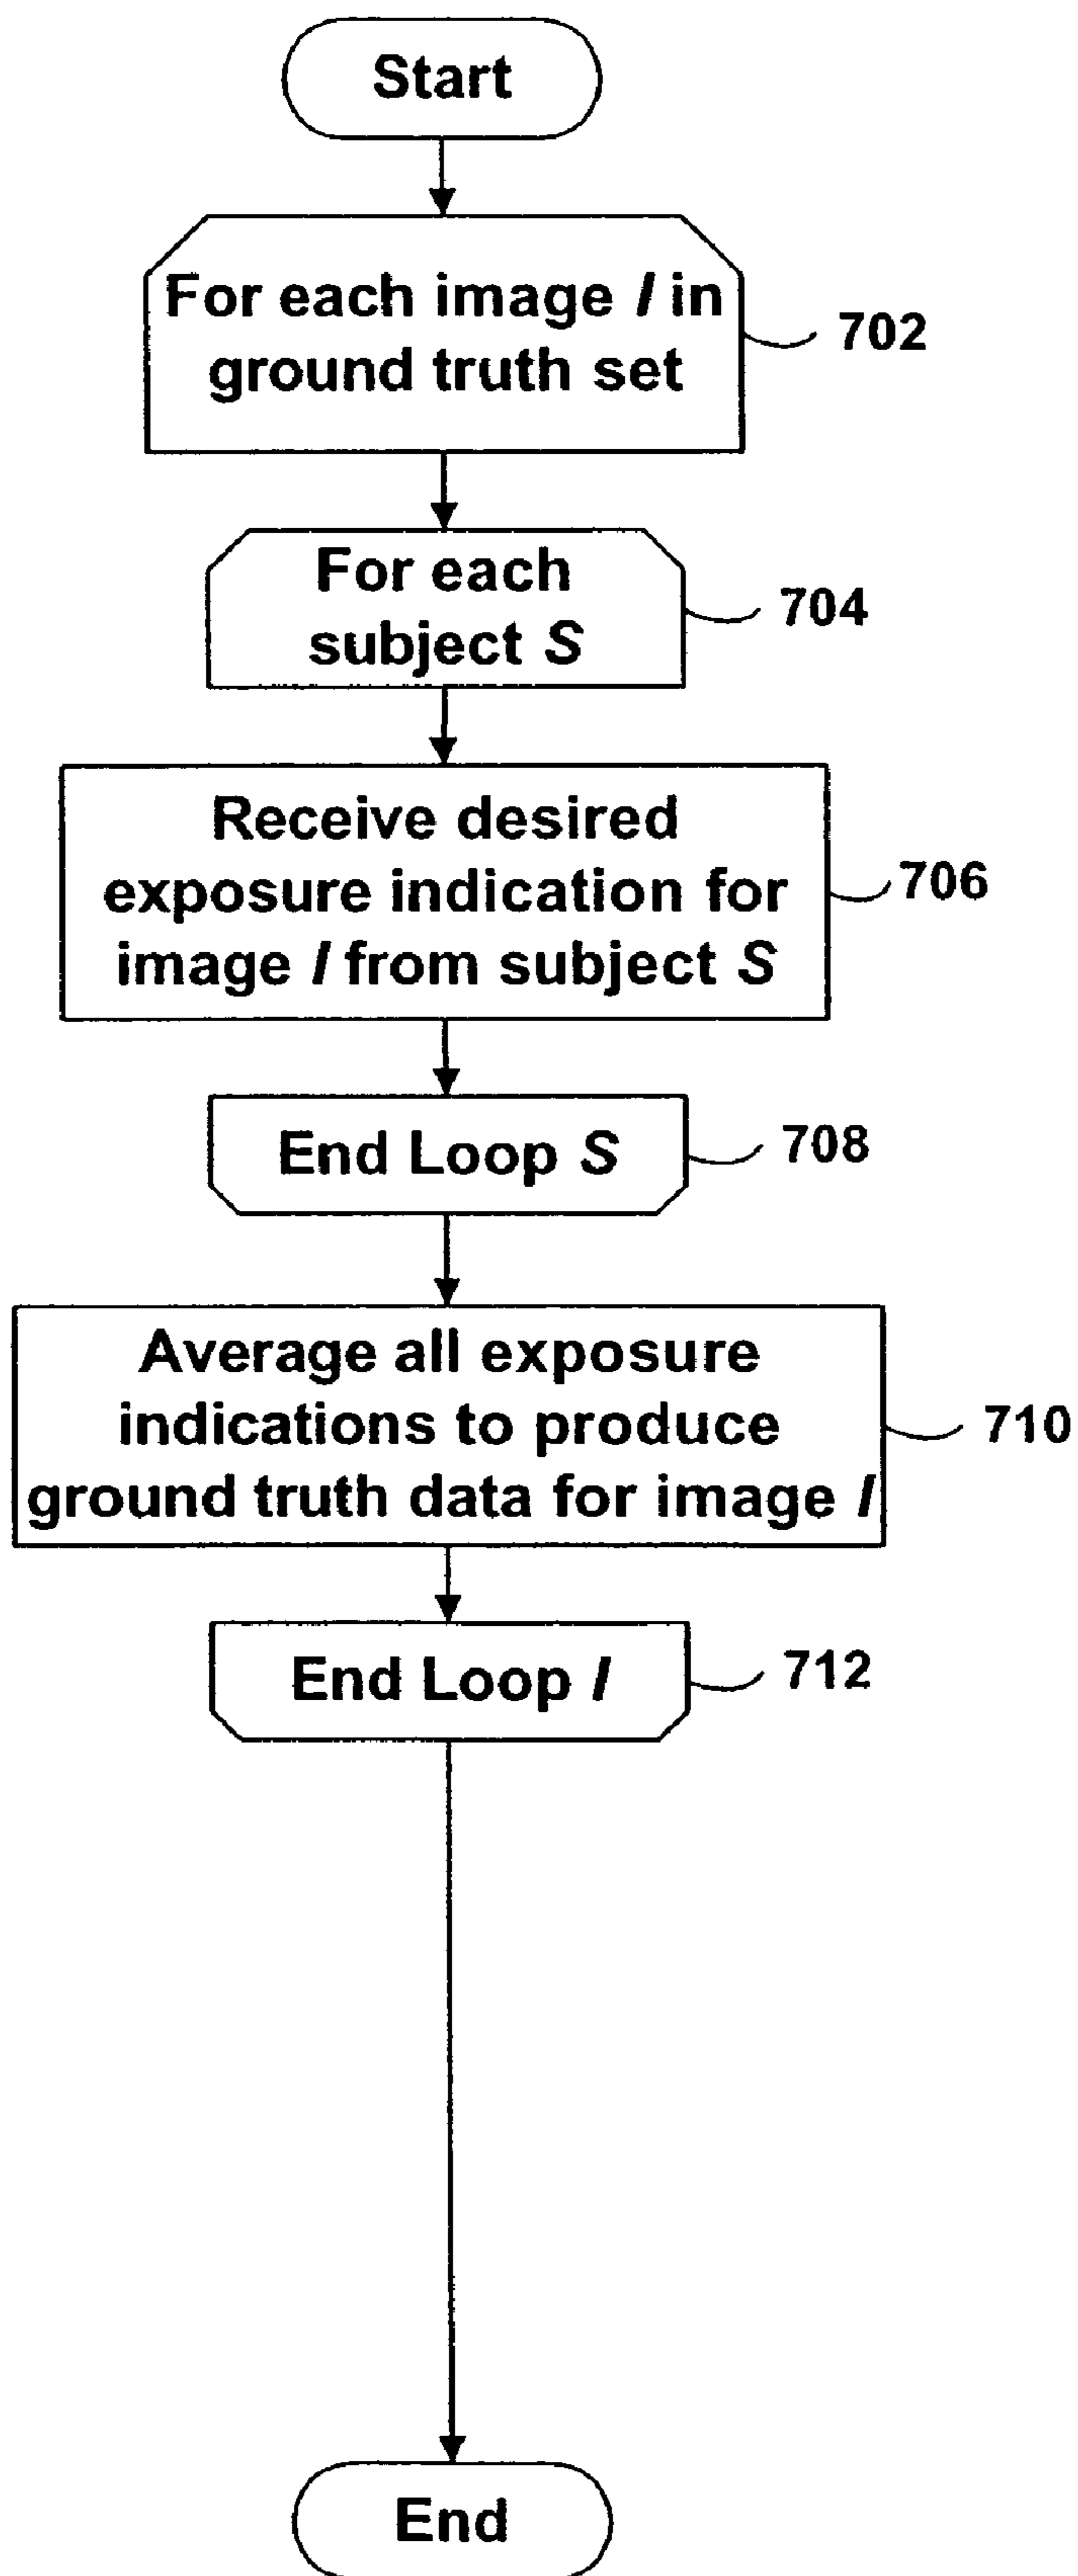 Start
For each image I in
ground truth set
702
For each
subject S
704
Receive desired
exposure indication for
image I from subject S
706
End Loop S
708
Average all exposure
indications to produce
ground truth data for image I
710
End Loop I
712
End